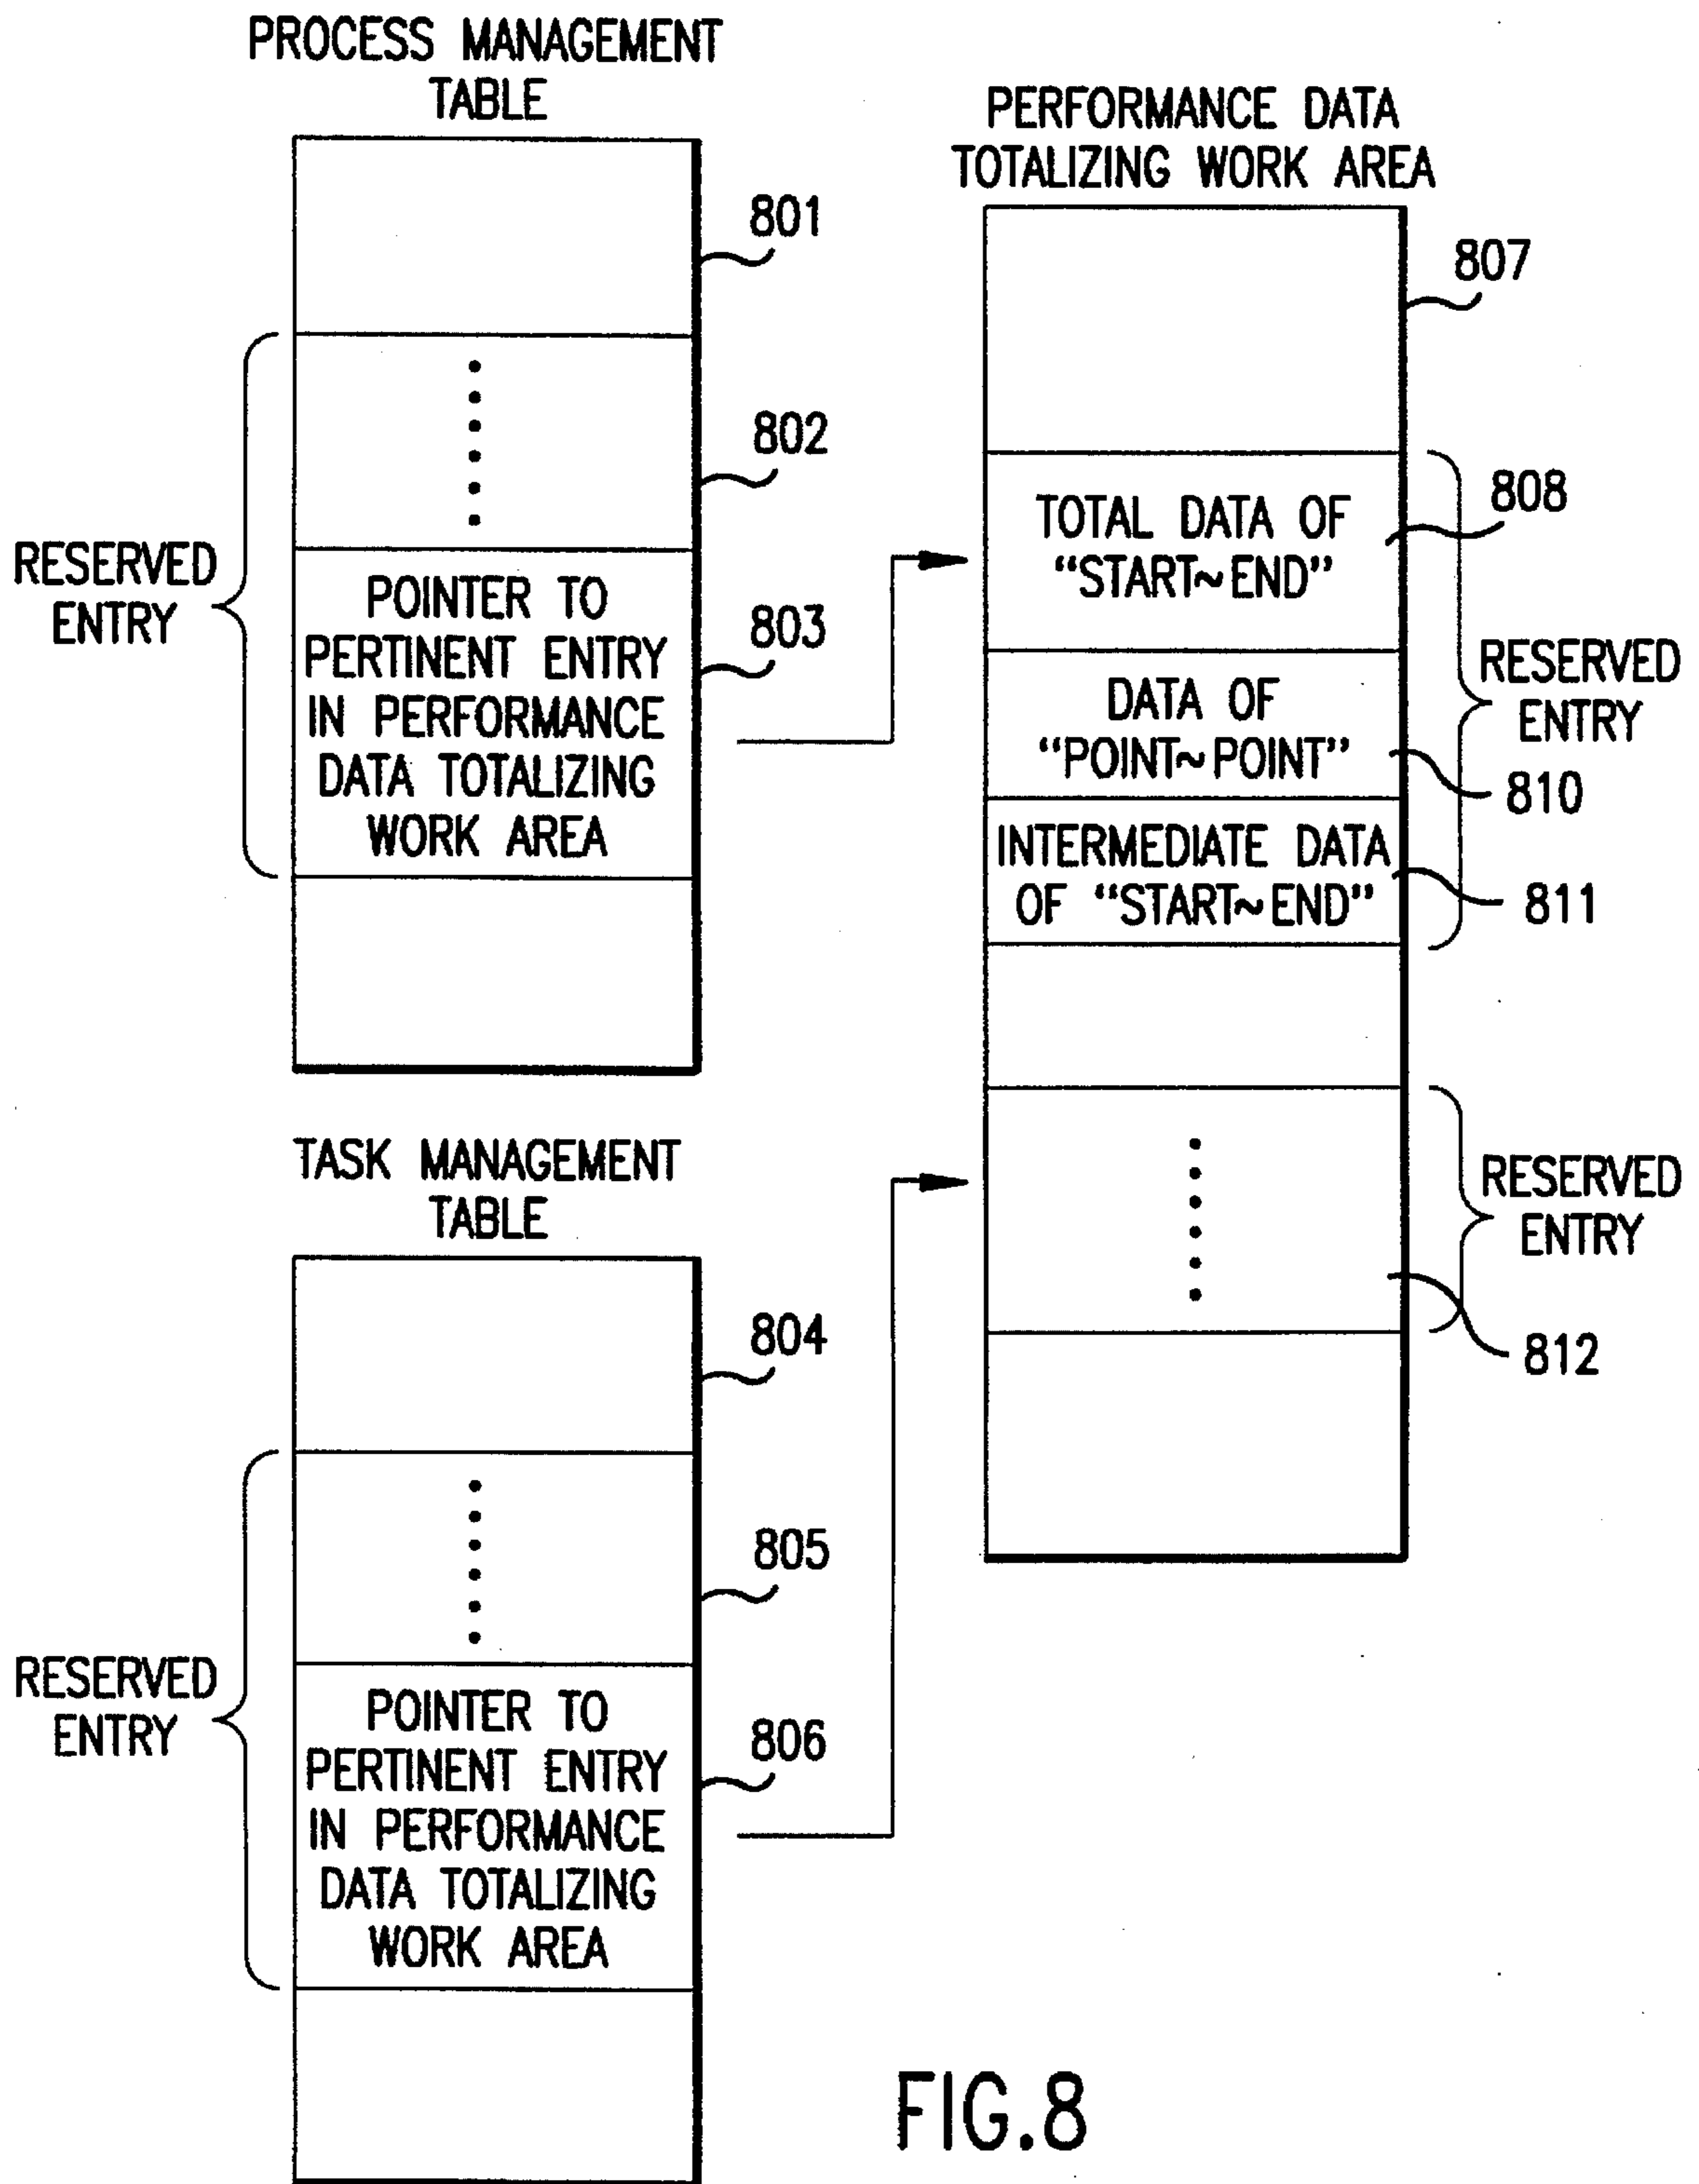 PROCESS MANAGEMENT
TABLE
801
802
RESERVED
ENTRY
POINTER TO
PERTINENT ENTRY
IN PERFORMANCE
DATA TOTALIZING
WORK AREA
803
PERFORMANCE DATA
TOTALIZING WORK AREA
807
TOTAL DATA OF
“START~END”
808
DATA OF
“POINT~POINT”
810
INTERMEDIATE DATA
OF “START~END”
811
RESERVED
ENTRY
RESERVED
ENTRY
812
TASK MANAGEMENT
TABLE
804
805
RESERVED
ENTRY
POINTER TO
PERTINENT ENTRY
IN PERFORMANCE
DATA TOTALIZING
WORK AREA
806
FIG.8